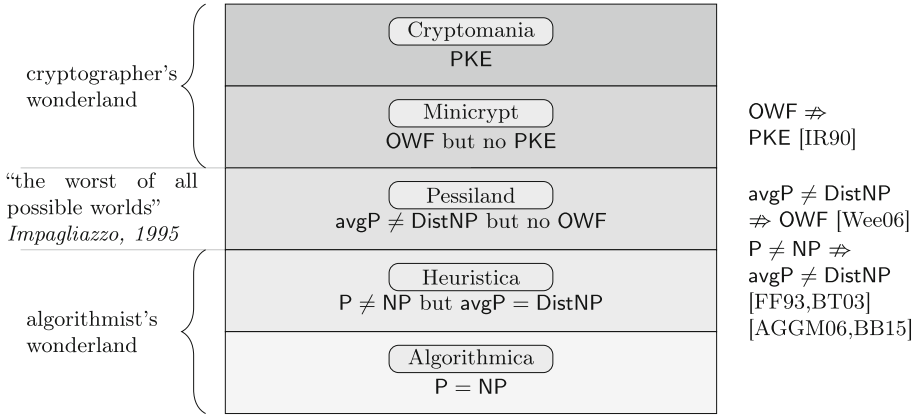 Cryptomania
PKE
cryptographer's
wonderland
Minicrypt
OWF but no PKE
OWF ⇏
PKE [IR90]
“the worst of all
possible worlds”
Impagliazzo, 1995
Pessiland
avgP ≠ DistNP but no OWF
avgP ≠ DistNP
⇏ OWF [Wee06]
P ≠ NP ⇏
avgP ≠ DistNP
[FF93,BT03]
[AGGM06,BB15]
Heuristica
P ≠ NP but avgP = DistNP
algorithmist's
wonderland
Algorithmica
P = NP